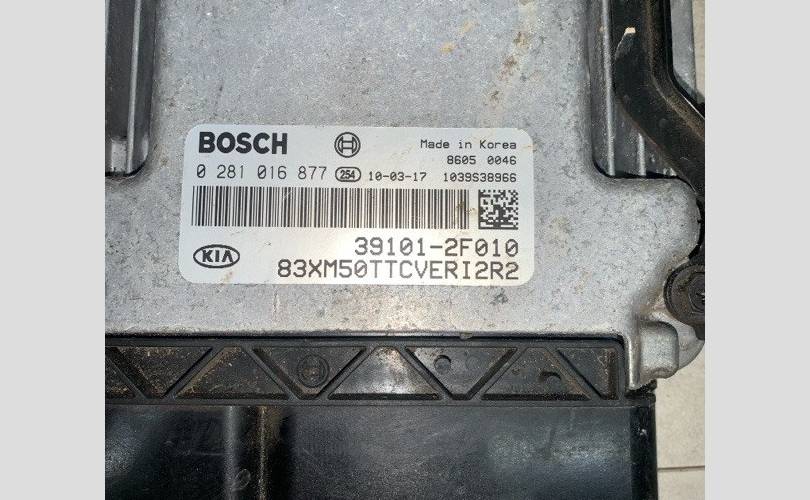 BOSCH
Made in Korea
8605 0046
0 281 016 877 254 10-03-17 1039S38966
KIA
39101-2F010
83XM50TTCVERI2R2